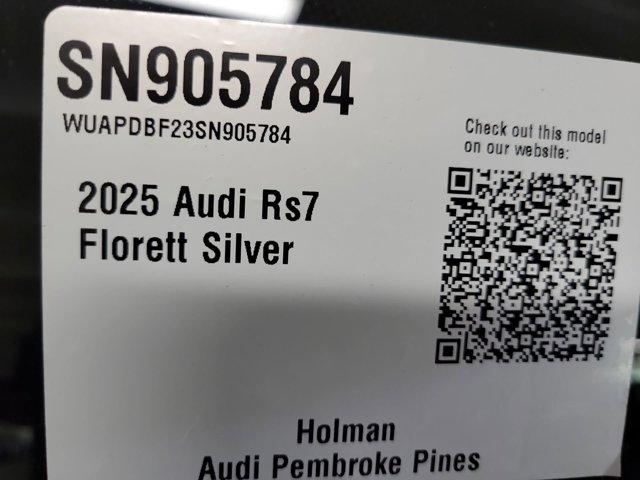 SN905784
WUAPDBF23SN905784
Check out this model
on our website:
2025 Audi Rs7
Florett Silver
Holman
Audi Pembroke Pines